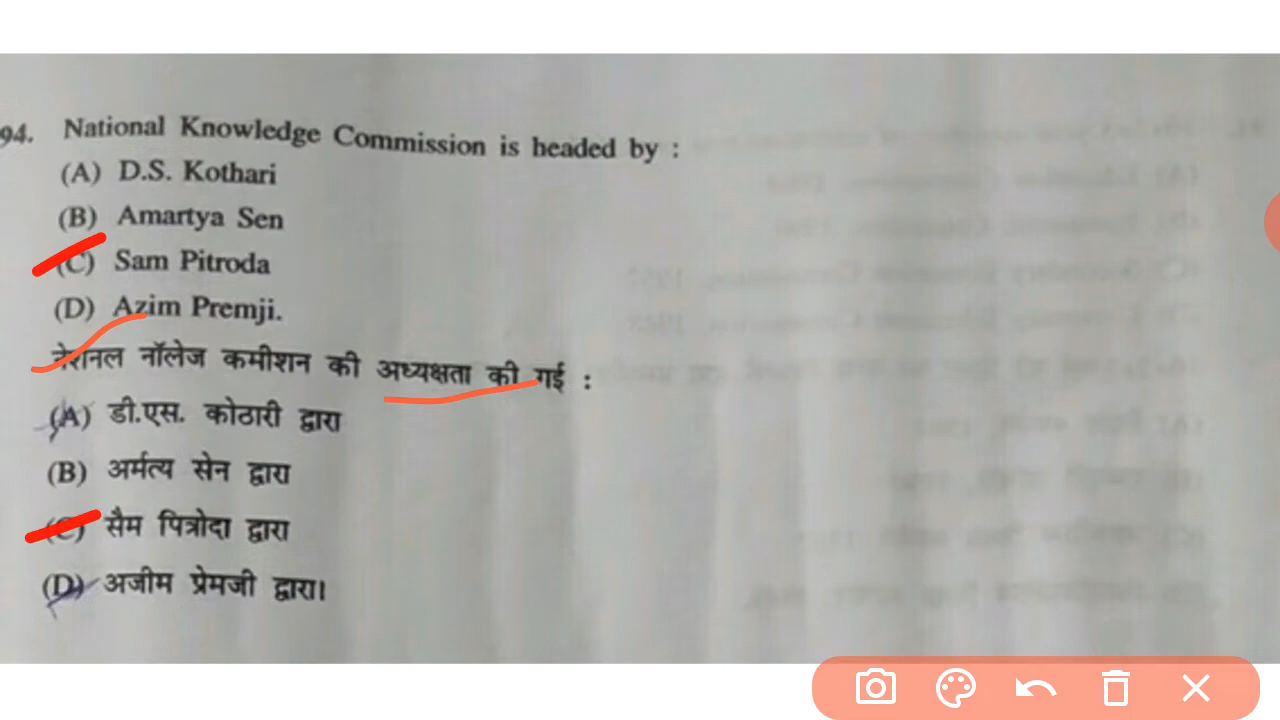 94. National Knowledge Commission is headed by :
(A) D.S. Kothari
(B) Amartya Sen
(C) Sam Pitroda
(D) Azim Premji.
नेशनल नॉलेज कमीशन की अध्यक्षता की गई :
(A) डी.एस. कोठारी द्वारा
(B) अर्मत्य सेन द्वारा
(C) सैम पित्रोदा द्वारा
(D) अजीम प्रेमजी द्वारा।